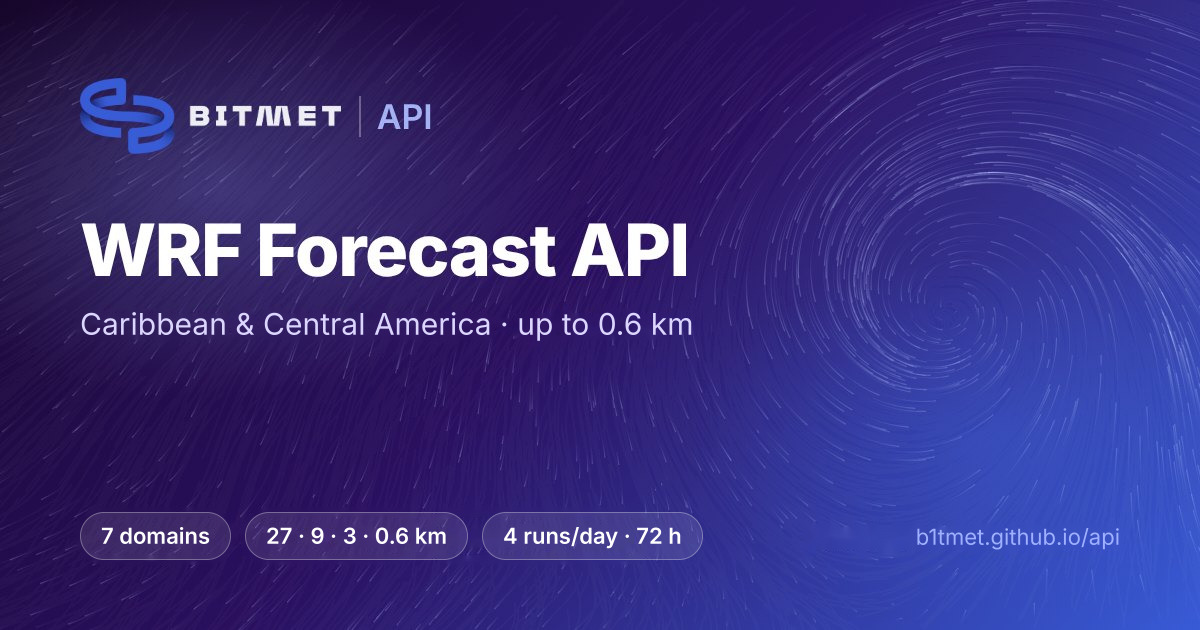 BITMET | API
WRF Forecast API
Caribbean & Central America · up to 0.6 km
7 domains
27 · 9 · 3 · 0.6 km
4 runs/day · 72 h
b1tmet.github.io/api